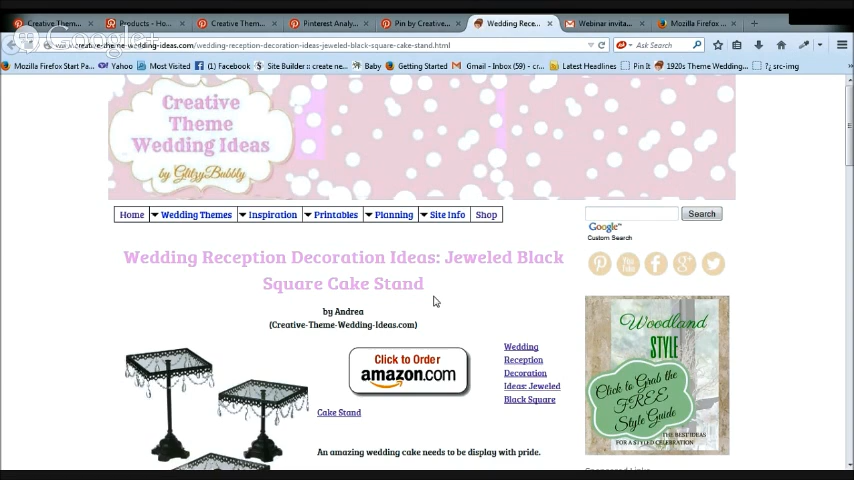 Creative Them...
Products - Ho...
Creative Them...
Pinterest Analy...
Pin by Creative...
Wedding Rece...
Webinar invita...
Mozilla Firefox ...
Google+
creative-theme-wedding-ideas.com/wedding-reception-decoration-ideas-jeweled-black-square-cake-stand.html
Ask Search
Mozilla Firefox Start Pa...
Yahoo
Most Visited
(1) Facebook
Site Builder :: create ne...
Baby
Getting Started
Gmail - Inbox (59) - cr...
Latest Headlines
Pin It
1920s Theme Wedding...
?¿ src-img
Creative
Theme
Wedding Ideas
by GlitzyBubbly
Home
Wedding Themes
Inspiration
Printables
Planning
Site Info
Shop
Search
Google™
Custom Search
Wedding Reception Decoration Ideas: Jeweled Black
Square Cake Stand
by Andrea
(Creative-Theme-Wedding-Ideas.com)
You Tube
Click to Order
amazon.com
Wedding
Reception
Decoration
Ideas: Jeweled
Black Square
Cake Stand
An amazing wedding cake needs to be display with pride.
Woodland
STYLE
Click to Grab the
FREE
Style Guide
THE BEST IDEAS
FOR A STYLED CELEBRATION